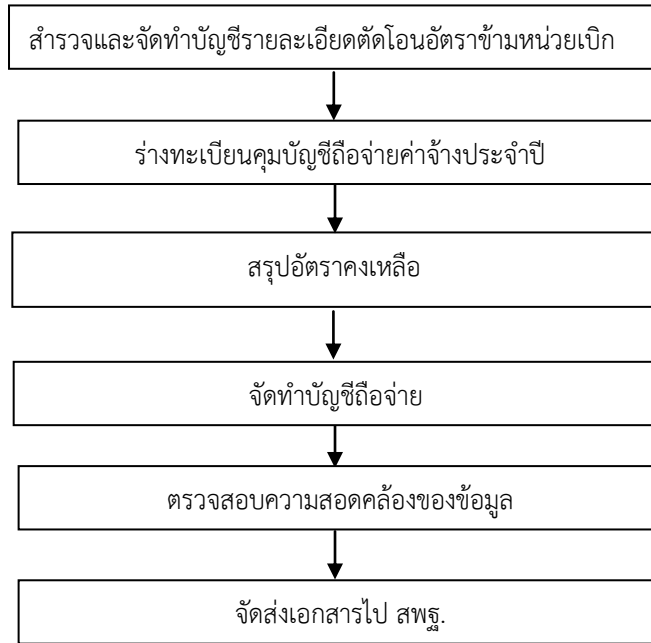 สำรวจและจัดทำบัญชีรายละเอียดตัดโอนอัตราข้ามหน่วยเบิก
ร่างทะเบียนคุมบัญชีถือจ่ายค่าจ้างประจำปี
สรุปอัตราคงเหลือ
จัดทำบัญชีถือจ่าย
ตรวจสอบความสอดคล้องของข้อมูล
จัดส่งเอกสารไป สพฐ.